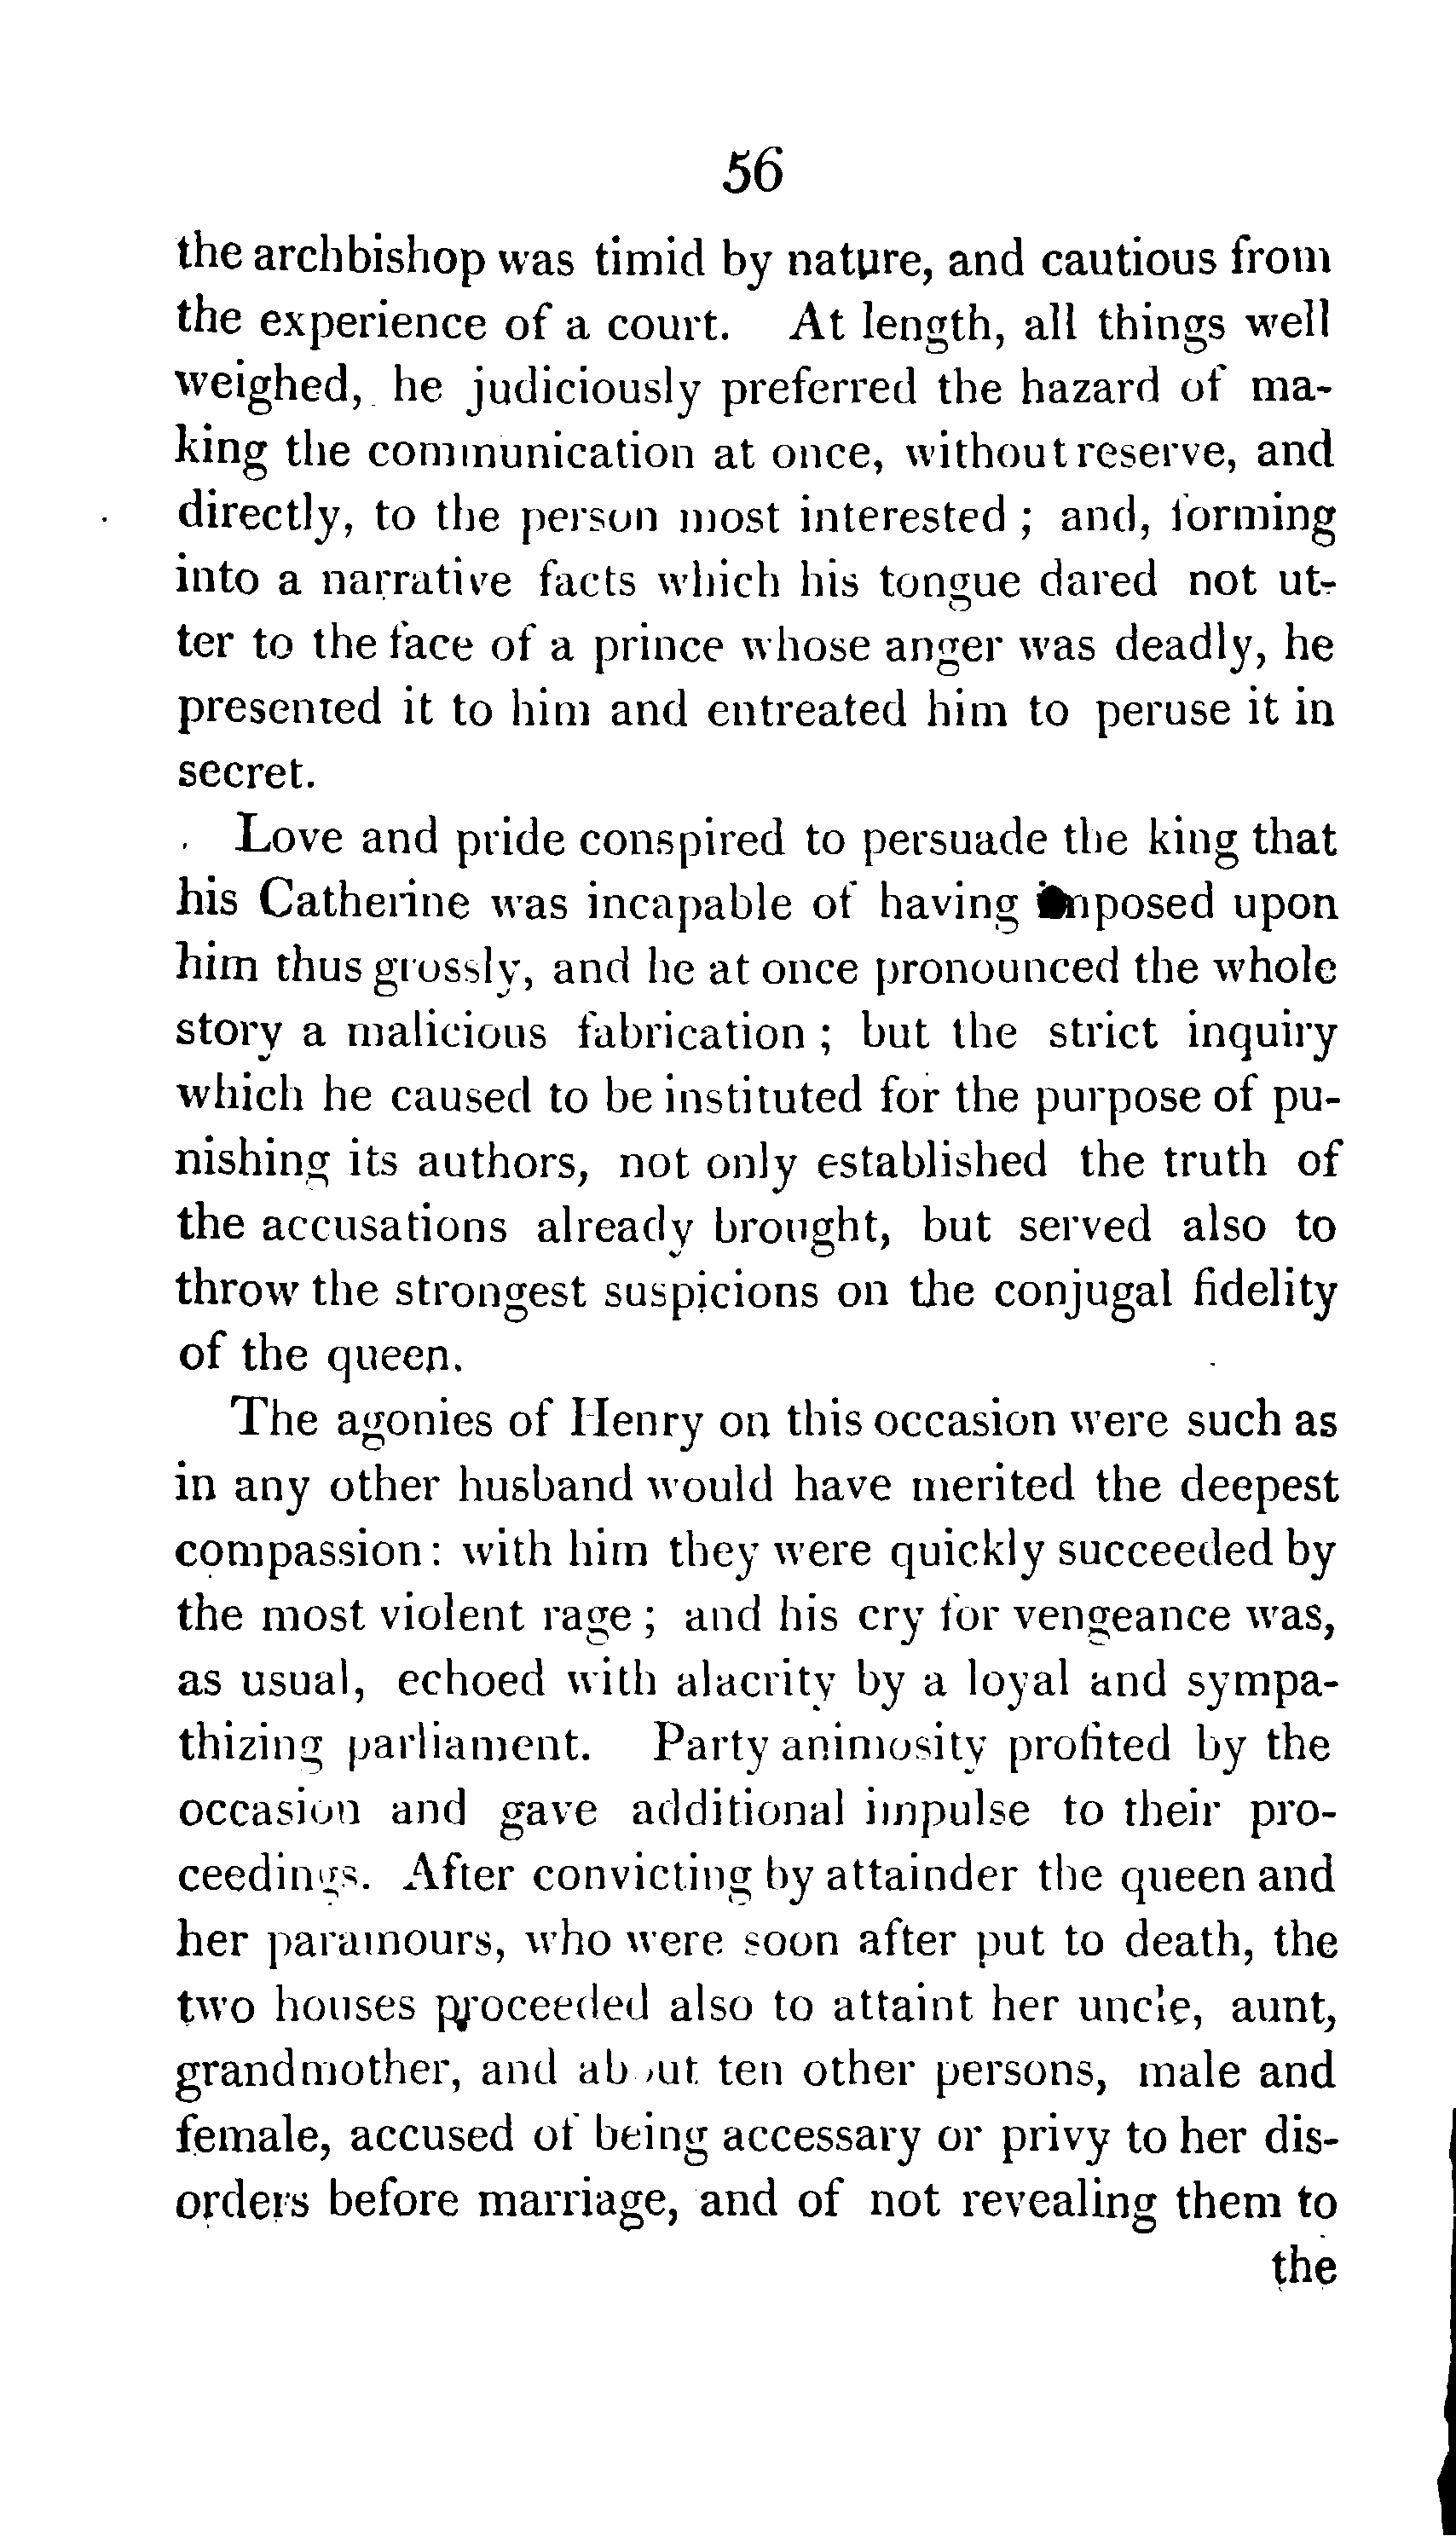 56
the archbishop was timid by nature, and cautious from
the experience of a court. At length, all things well
weighed, he judiciously preferred the hazard of ma-
king the communication at once, without reserve, and
directly, to the person most interested ; and, forming
into a narrative facts which his tongue dared not ut-
ter to the face of a prince whose anger was deadly, he
presented it to him and entreated him to peruse it in
secret.
Love and pride conspired to persuade the king that
his Catherine was incapable of having imposed upon
him thus grossly, and he at once pronounced the whole
story a malicious fabrication ; but the strict inquiry
which he caused to be instituted for the purpose of pu-
nishing its authors, not only established the truth of
the accusations already brought, but served also to
throw the strongest suspicions on the conjugal fidelity
of the queen.
The agonies of Henry on this occasion were such as
in any other husband would have merited the deepest
compassion : with him they were quickly succeeded by
the most violent rage ; and his cry for vengeance was,
as usual, echoed with alacrity by a loyal and sympa-
thizing parliament. Party animosity profited by the
occasion and gave additional impulse to their pro-
ceedings. After convicting by attainder the queen and
her paramours, who were soon after put to death, the
two houses proceeded also to attaint her uncle, aunt,
grandmother, and about ten other persons, male and
female, accused of being accessary or privy to her dis-
orders before marriage, and of not revealing them to
the